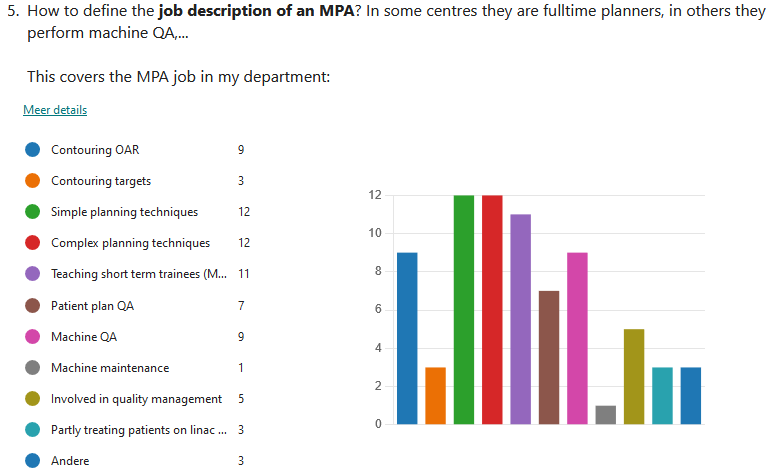 5. How to define the job description of an MPA? In some centres they are fulltime planners, in others they
perform machine QA,...
This covers the MPA job in my department:
Meer details
Contouring OAR 9
Contouring targets 3
Simple planning techniques 12
Complex planning techniques 12
Teaching short term trainees (M... 11
Patient plan QA 7
Machine QA 9
Machine maintenance 1
Involved in quality management 5
Partly treating patients on linac ... 3
Andere 3
12
10
8
6
4
2
0